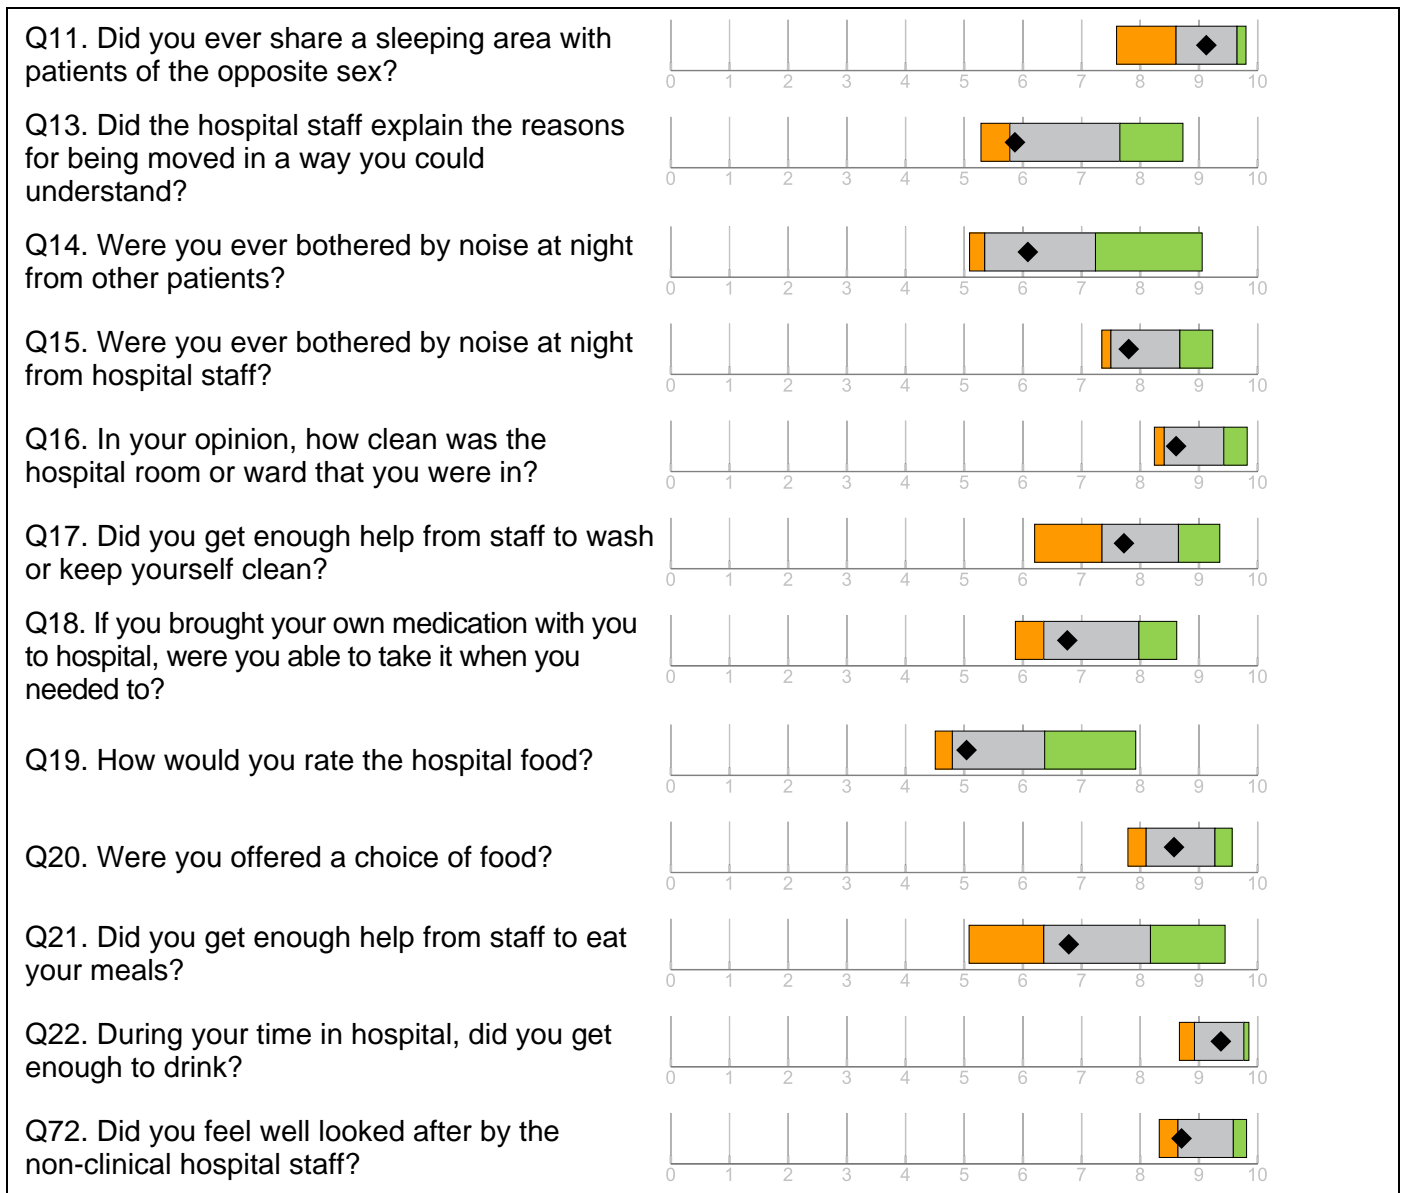 Q11. Did you ever share a sleeping area with
patients of the opposite sex?
0 1 2 3 4 5 6 7 8 9 10
Q13. Did the hospital staff explain the reasons
for being moved in a way you could
understand?
0 1 2 3 4 5 6 7 8 9 10
Q14. Were you ever bothered by noise at night
from other patients?
0 1 2 3 4 5 6 7 8 9 10
Q15. Were you ever bothered by noise at night
from hospital staff?
0 1 2 3 4 5 6 7 8 9 10
Q16. In your opinion, how clean was the
hospital room or ward that you were in?
0 1 2 3 4 5 6 7 8 9 10
Q17. Did you get enough help from staff to wash
or keep yourself clean?
0 1 2 3 4 5 6 7 8 9 10
Q18. If you brought your own medication with you
to hospital, were you able to take it when you
needed to?
0 1 2 3 4 5 6 7 8 9 10
Q19. How would you rate the hospital food?
0 1 2 3 4 5 6 7 8 9 10
Q20. Were you offered a choice of food?
0 1 2 3 4 5 6 7 8 9 10
Q21. Did you get enough help from staff to eat
your meals?
0 1 2 3 4 5 6 7 8 9 10
Q22. During your time in hospital, did you get
enough to drink?
0 1 2 3 4 5 6 7 8 9 10
Q72. Did you feel well looked after by the
non-clinical hospital staff?
0 1 2 3 4 5 6 7 8 9 10